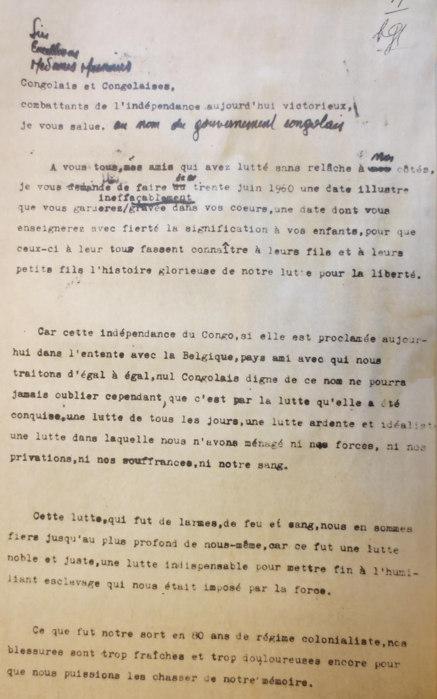 Sire
Excellences
Mesdames Messieurs
Congolais et Congolaises,
combattants de l'indépendance aujourd'hui victorieux,
je vous salue. au nom du gouvernement congolais
A vous tous, mes amis qui avez lutté sans relâche à nos côtés,
je vous demande de faire de ce trente juin 1960 une date illustre
ineffaçablement
que vous garderez/gravée dans vos coeurs,une date dont vous
enseignerez avec fierté la signification à vos enfants,pour que
ceux-ci à leur tour fassent connaître à leurs fils et à leurs
petits fils l'histoire glorieuse de notre lutte pour la liberté.
Car cette indépendance du Congo,si elle est proclamée aujour-
hui dans l'entente avec la Belgique,pays ami avec qui nous
traitons d'égal à égal,nul Congolais digne de ce nom ne pourra
jamais oublier cependant,que c'est par la lutte qu'elle a été
conquise,une lutte de tous les jours,une lutte ardente et idéaliste
une lutte dans laquelle nous n'avons ménagé ni nos forces, ni nos
privations,ni nos souffrances,ni notre sang.
Cette lutte,qui fut de larmes,de feu et sang,nous en sommes
fiers jusqu'au plus profond de nous-même,car ce fut une lutte
noble et juste,une lutte indispensable pour mettre fin à l'humi-
liant esclavage qui nous était imposé par la force.
Ce que fut notre sort en 80 ans de régime colonialiste,nos
blessures sont trop fraîches et trop douloureuses encore pour
que nous puissions les chasser de notre mémoire.